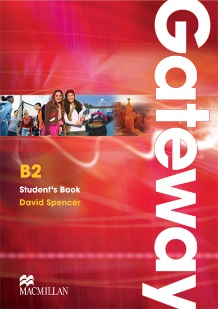 Gateway
B2
Student's Book
David Spencer
MACMILLAN